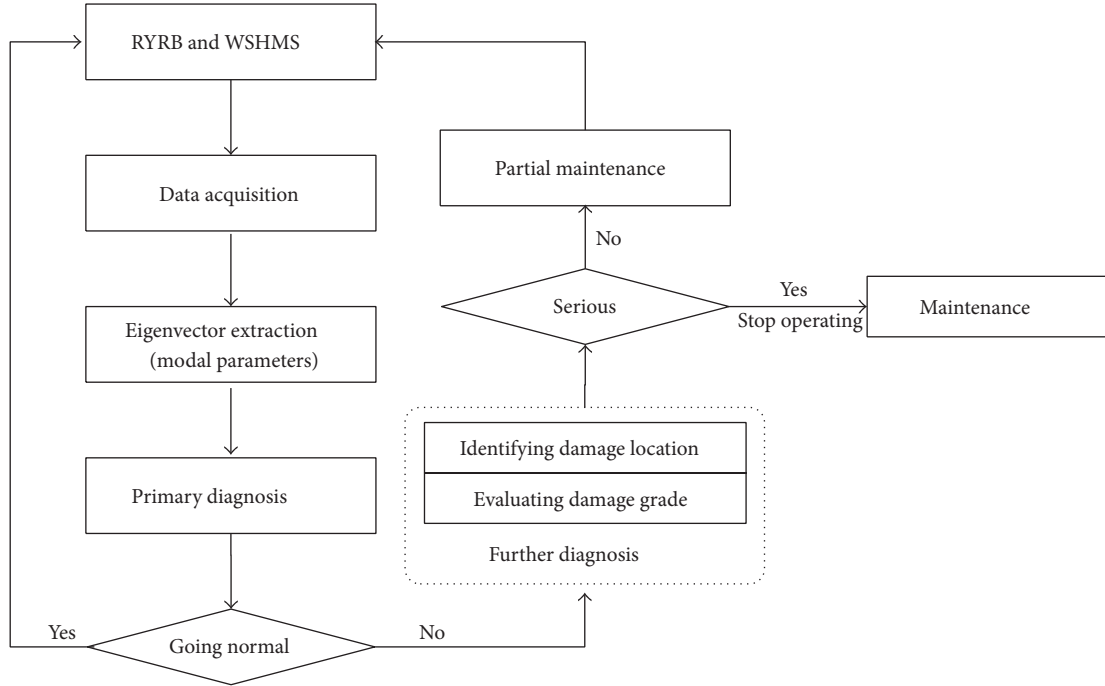 RYRB and WSHMS
Data acquisition
Eigenvector extraction
(modal parameters)
Primary diagnosis
Going normal
Yes
No
Further diagnosis
Identifying damage location
Evaluating damage grade
Serious
No
Partial maintenance
Yes
Stop operating
Maintenance